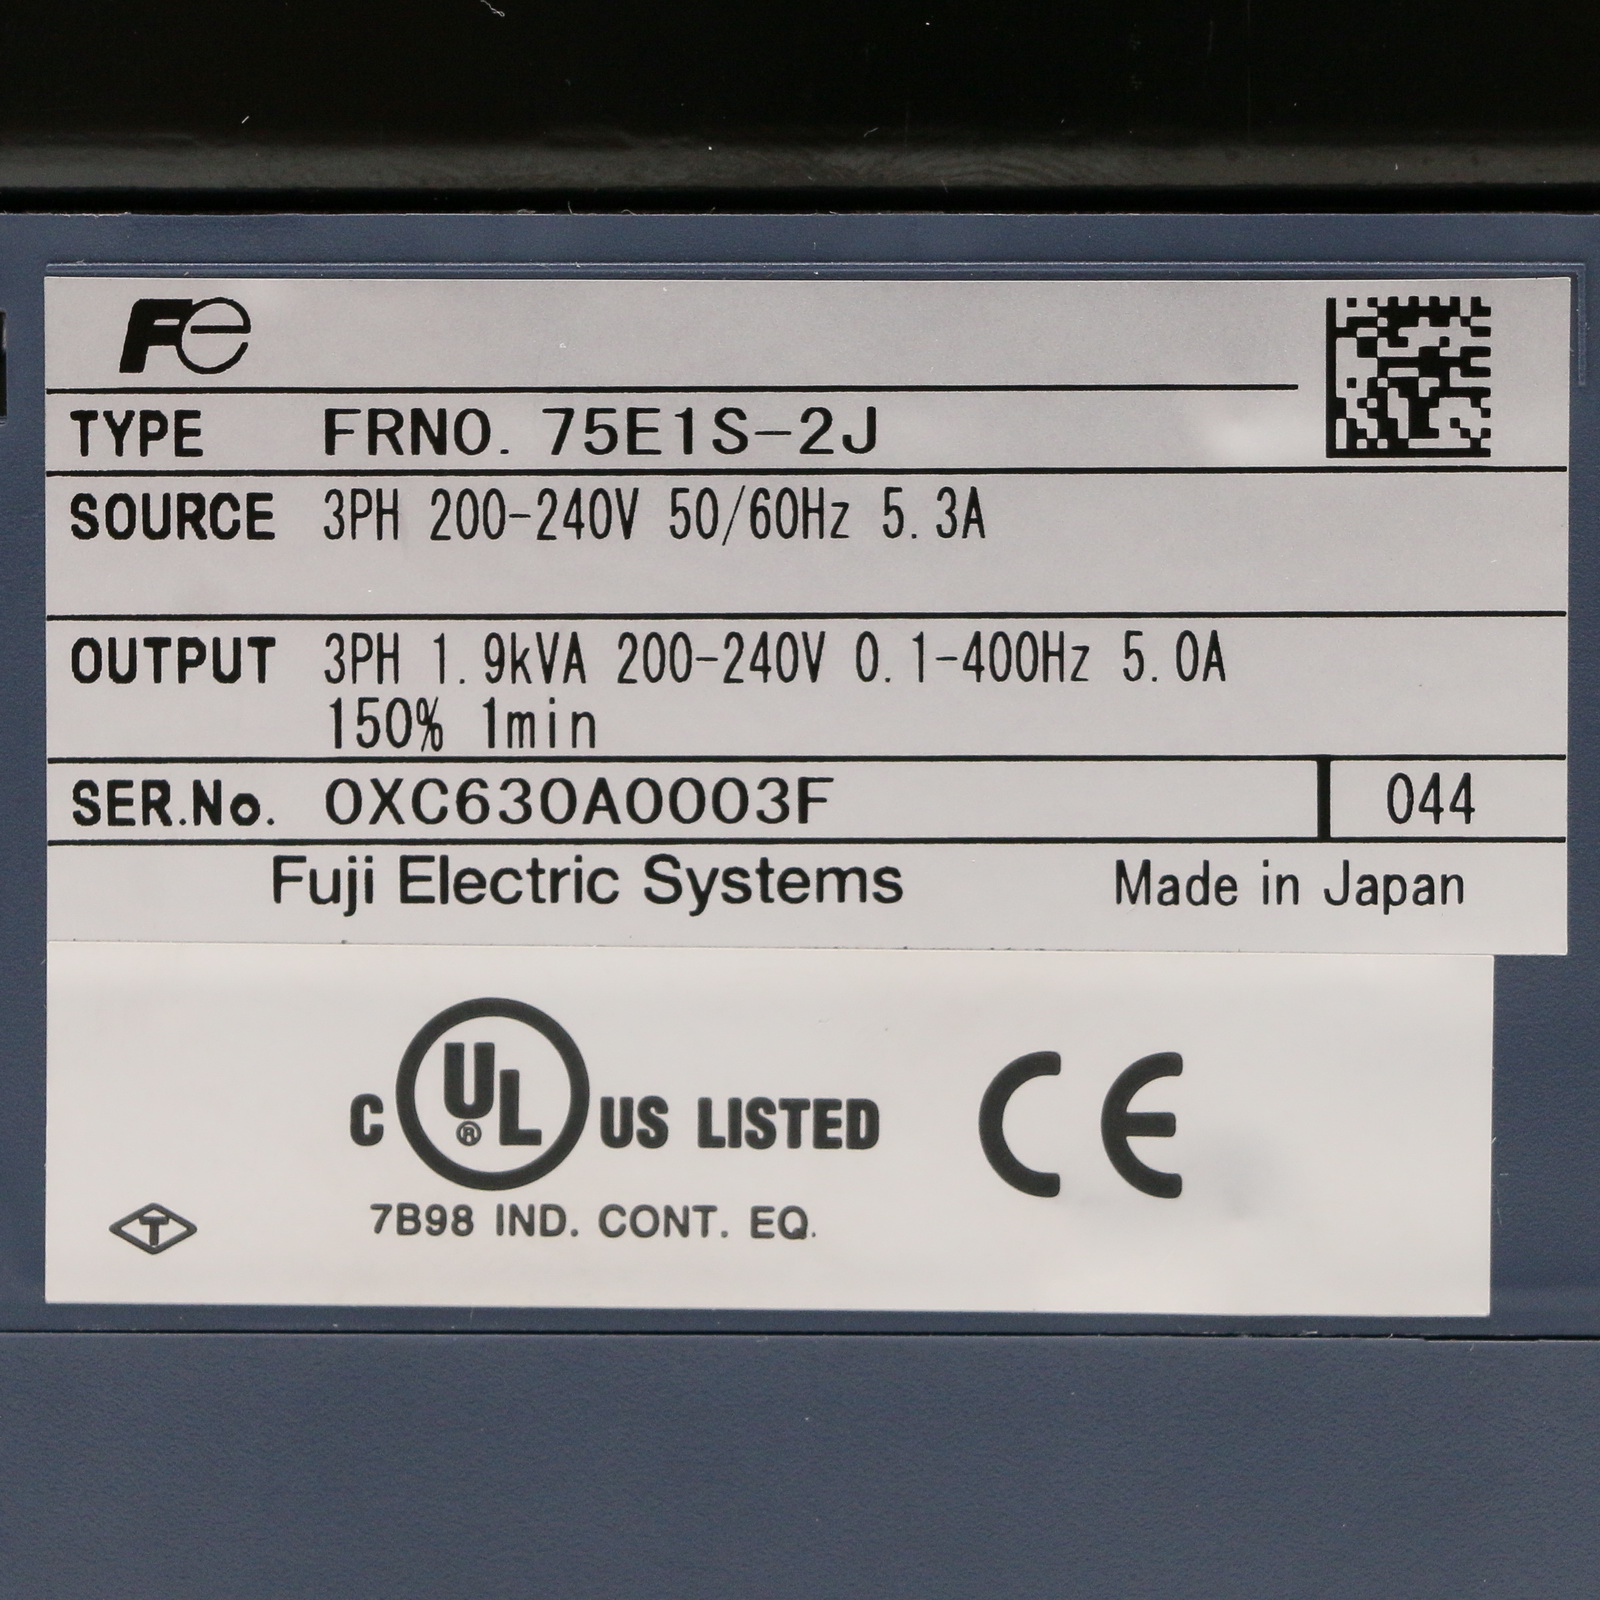 Fe
TYPE FRN0.75E1S-2J
SOURCE 3PH 200-240V 50/60Hz 5.3A
OUTPUT 3PH 1.9kVA 200-240V 0.1-400Hz 5.0A
150% 1min
SER.No. 0XC630A0003F 044
Fuji Electric Systems Made in Japan
C UL ® US LISTED CE
7B98 IND. CONT. EQ.
T